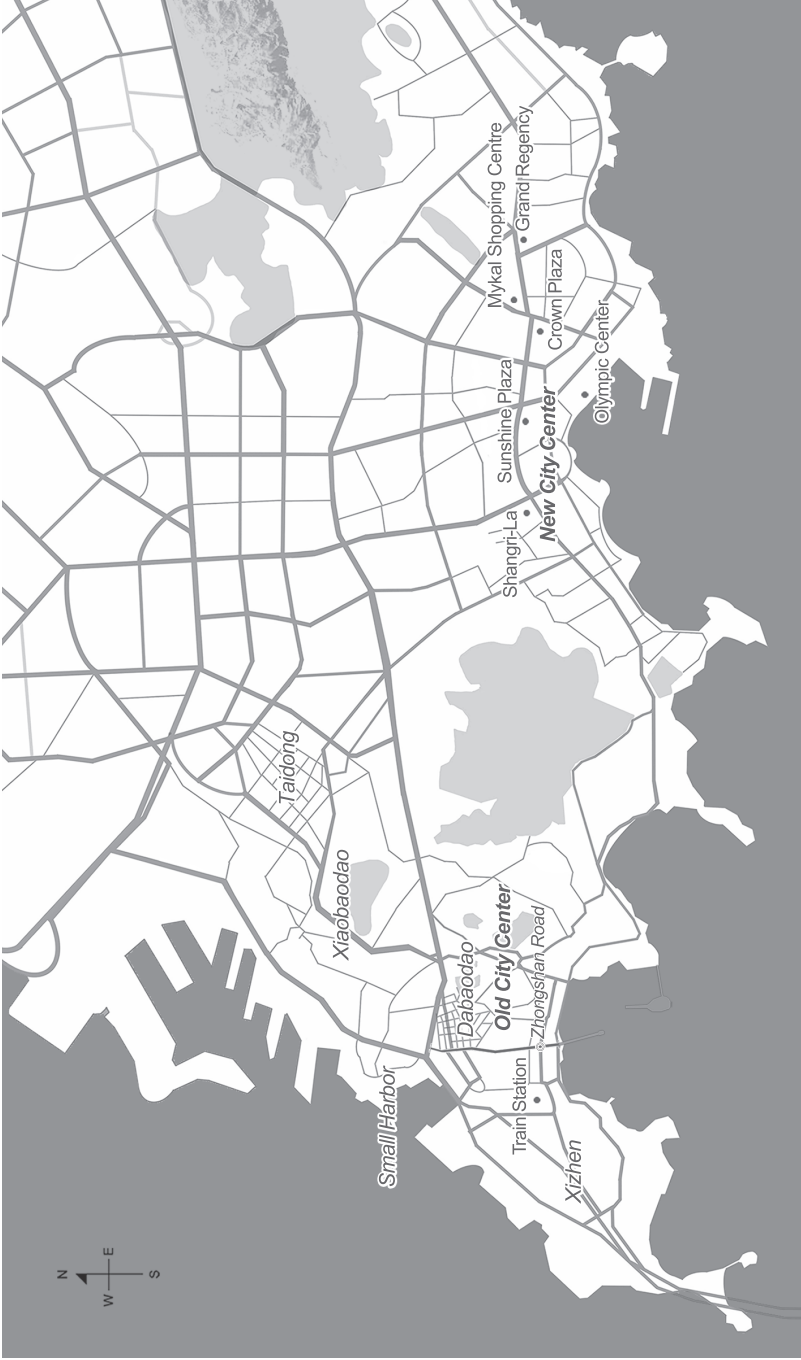 Mykal Shopping Centre
Grand Regency
Crown Plaza
Olympic Center
Sunshine Plaza
New City Center
Shangri-La
Taidong
Xiaobaodao
Dabaodao
Old City Center
Zhongshan Road
Small Harbor
Train Station
Xizhen
N
E
W
S